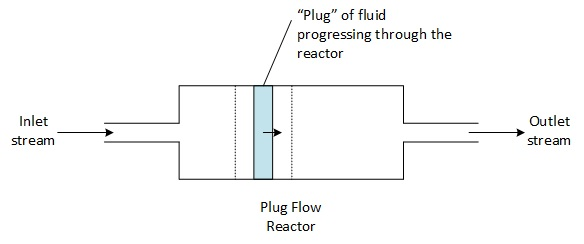 “Plug” of fluid
progressing through the
reactor
Inlet
stream
Outlet
stream
Plug Flow
Reactor